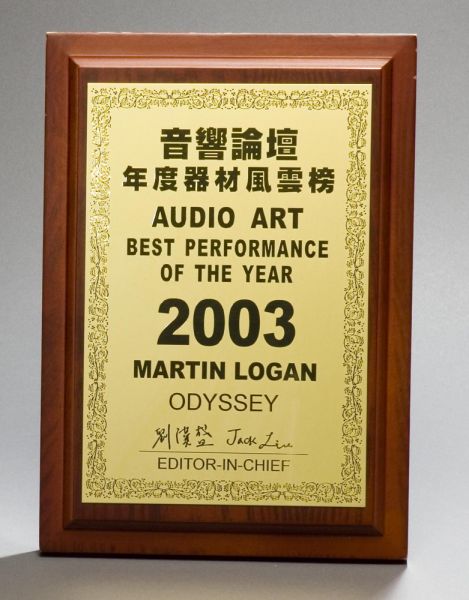 音響論壇
年度器材風雲榜
AUDIO ART
BEST PERFORMANCE
OF THE YEAR
2003
MARTIN LOGAN
ODYSSEY
劉漢盛 Jack Liu
EDITOR-IN-CHIEF